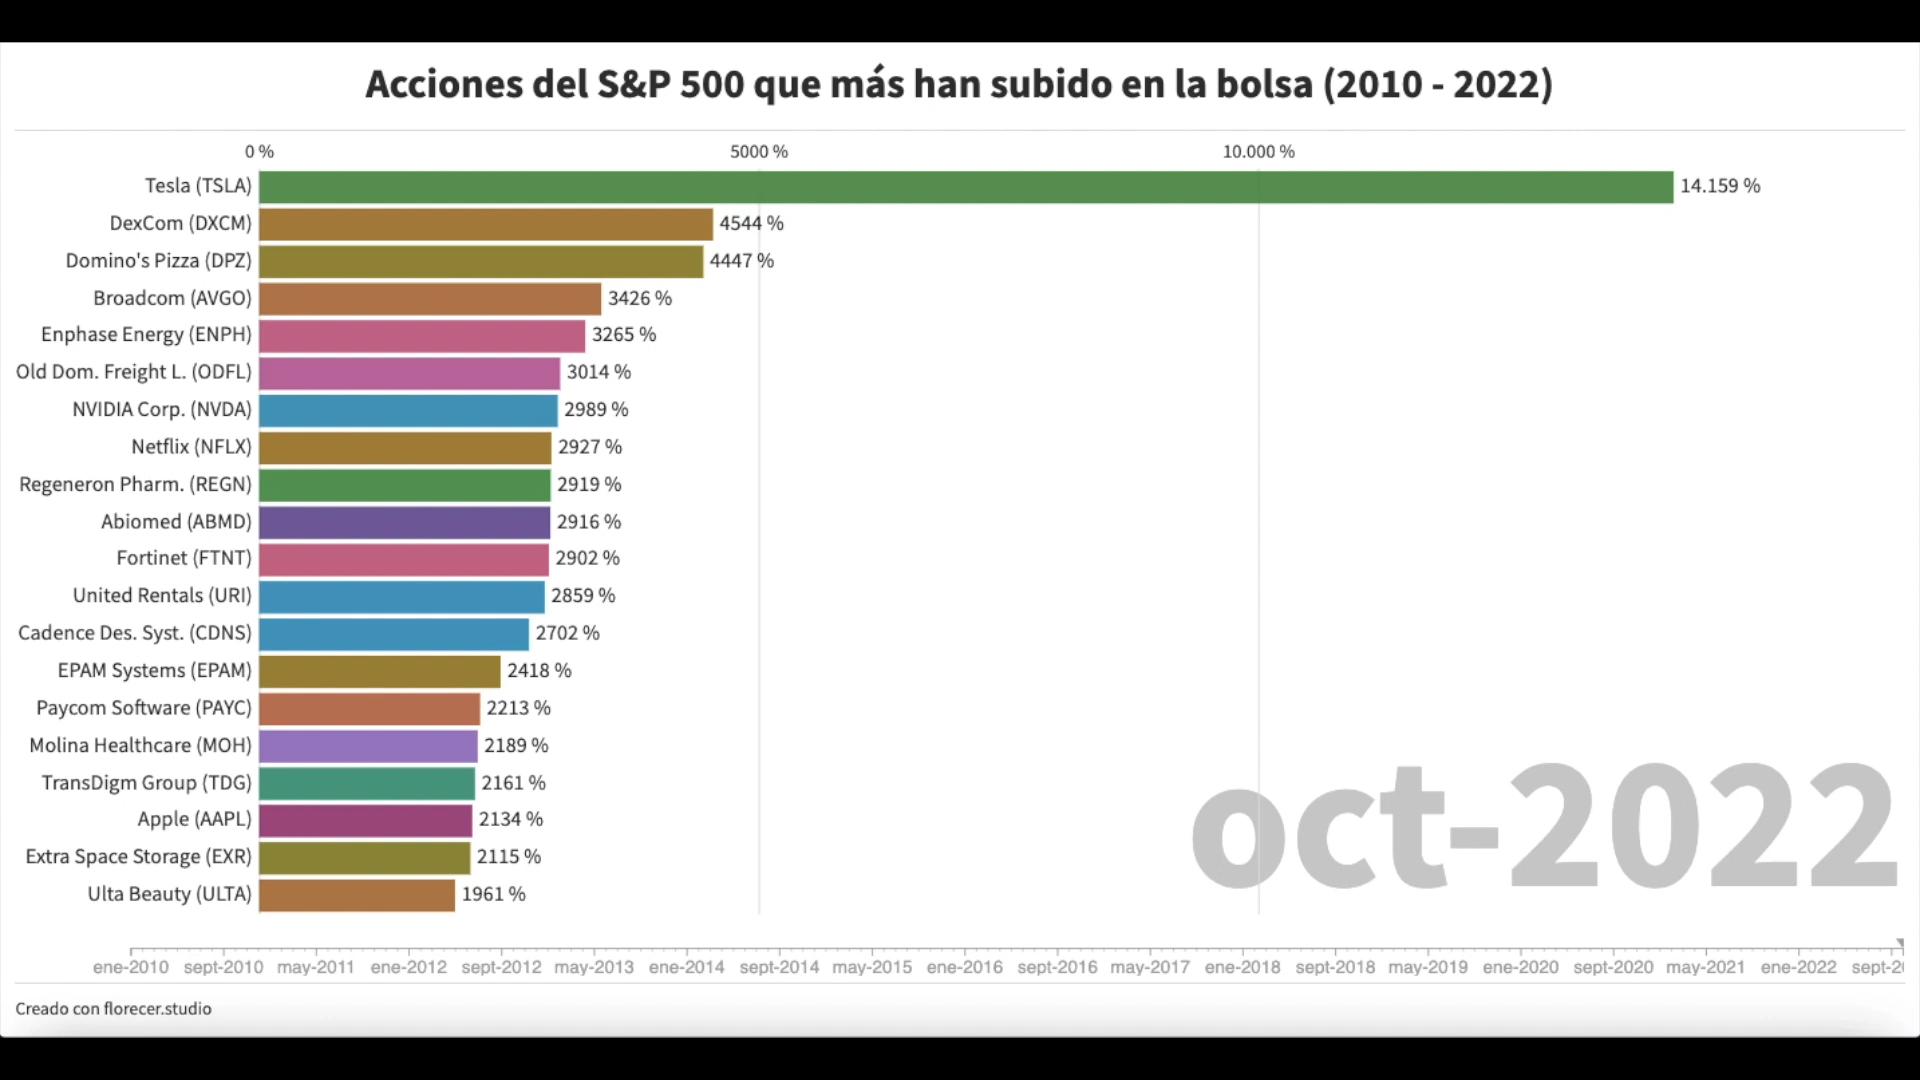 Acciones del S&P 500 que más han subido en la bolsa (2010 - 2022)
0 % 5000 % 10.000 %
Tesla (TSLA) 14.159 %
DexCom (DXCM) 4544 %
Domino's Pizza (DPZ) 4447 %
Broadcom (AVGO) 3426 %
Enphase Energy (ENPH) 3265 %
Old Dom. Freight L. (ODFL) 3014 %
NVIDIA Corp. (NVDA) 2989 %
Netflix (NFLX) 2927 %
Regeneron Pharm. (REGN) 2919 %
Abiomed (ABMD) 2916 %
Fortinet (FTNT) 2902 %
United Rentals (URI) 2859 %
Cadence Des. Syst. (CDNS) 2702 %
EPAM Systems (EPAM) 2418 %
Paycom Software (PAYC) 2213 %
Molina Healthcare (MOH) 2189 %
TransDigm Group (TDG) 2161 %
Apple (AAPL) 2134 %
Extra Space Storage (EXR) 2115 %
Ulta Beauty (ULTA) 1961 %
oct-2022
ene-2010 sept-2010 may-2011 ene-2012 sept-2012 may-2013 ene-2014 sept-2014 may-2015 ene-2016 sept-2016 may-2017 ene-2018 sept-2018 may-2019 ene-2020 sept-2020 may-2021 ene-2022 sept-20
Creado con florecer.studio